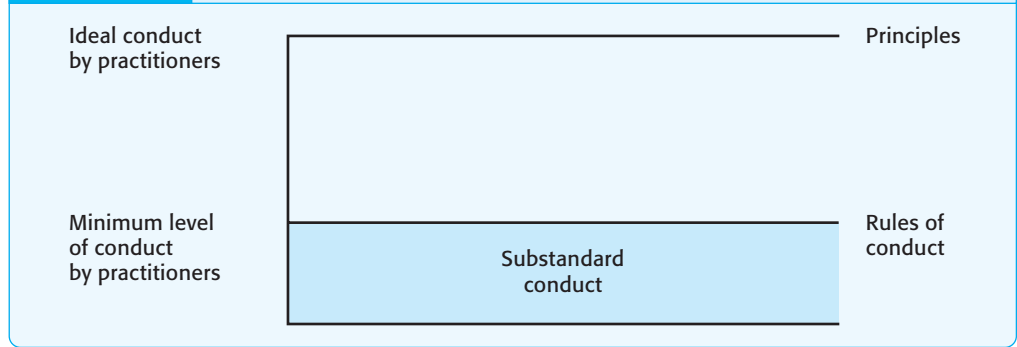 Ideal conduct
by practitioners
Principles
Minimum level
of conduct
by practitioners
Substandard
conduct
Rules of
conduct